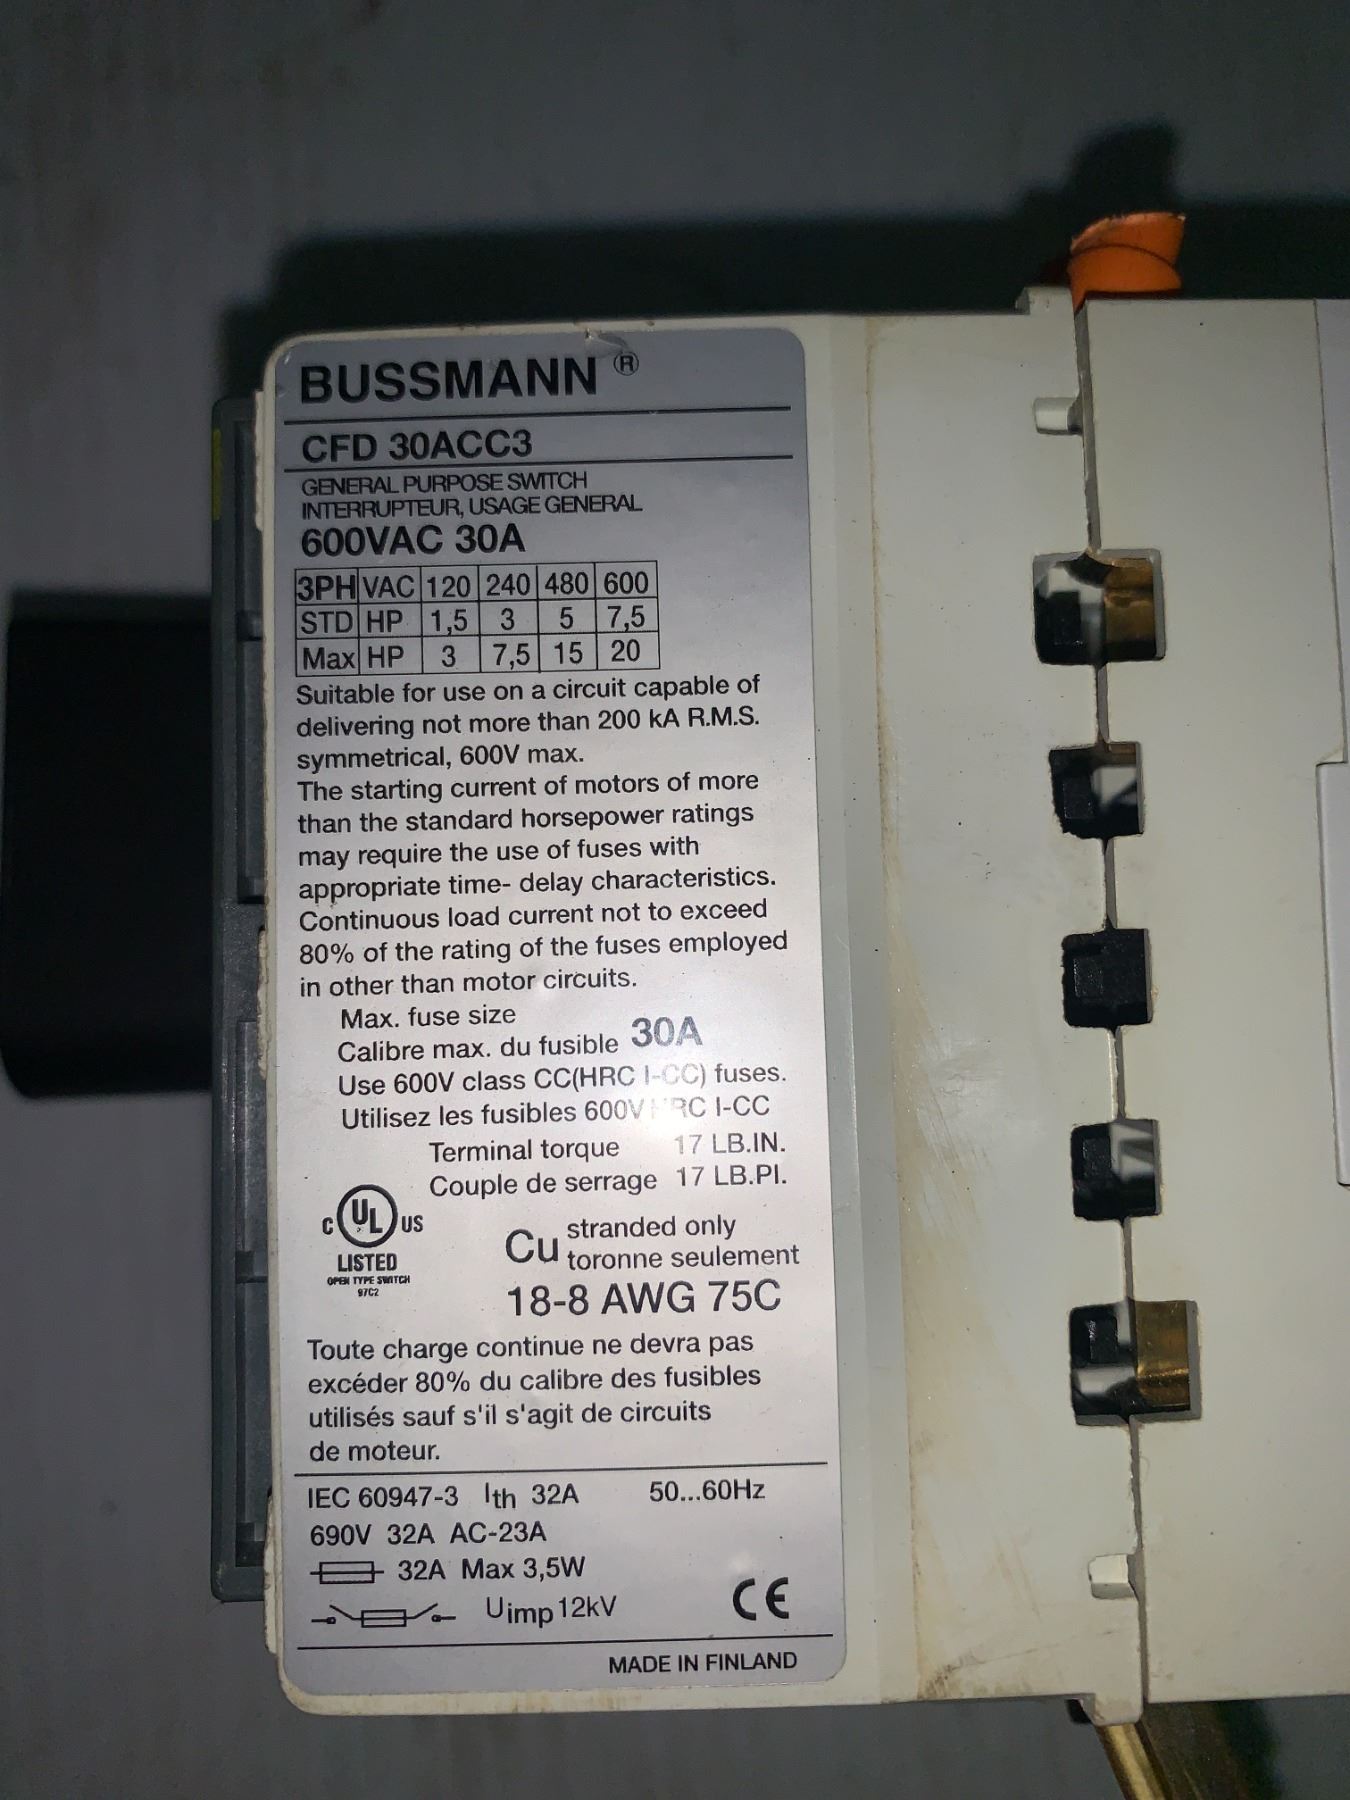 BUSSMANN ®
CFD 30ACC3
GENERAL PURPOSE SWITCH
INTERRUPTEUR, USAGE GENERAL
600VAC 30A
3PH VAC 120 240 480 600
STD HP 1,5 3 5 7,5
Max HP 3 7,5 15 20
Suitable for use on a circuit capable of
delivering not more than 200 kA R.M.S.
symmetrical, 600V max.
The starting current of motors of more
than the standard horsepower ratings
may require the use of fuses with
appropriate time- delay characteristics.
Continuous load current not to exceed
80% of the rating of the fuses employed
in other than motor circuits.
Max. fuse size
Calibre max. du fusible 30A
Use 600V class CC(HRC I-CC) fuses.
Utilisez les fusibles 600V HRC I-CC
Terminal torque 17 LB.IN.
Couple de serrage 17 LB.PI.
C UL US
LISTED
OPEN TYPE SWITCH
97C2
Cu stranded only
toronne seulement
18-8 AWG 75C
Toute charge continue ne devra pas
excéder 80% du calibre des fusibles
utilisés sauf s'il s'agit de circuits
de moteur.
IEC 60947-3 Ith 32A 50...60Hz
690V 32A AC-23A
32A Max 3,5W
Uimp 12kV
CE
MADE IN FINLAND